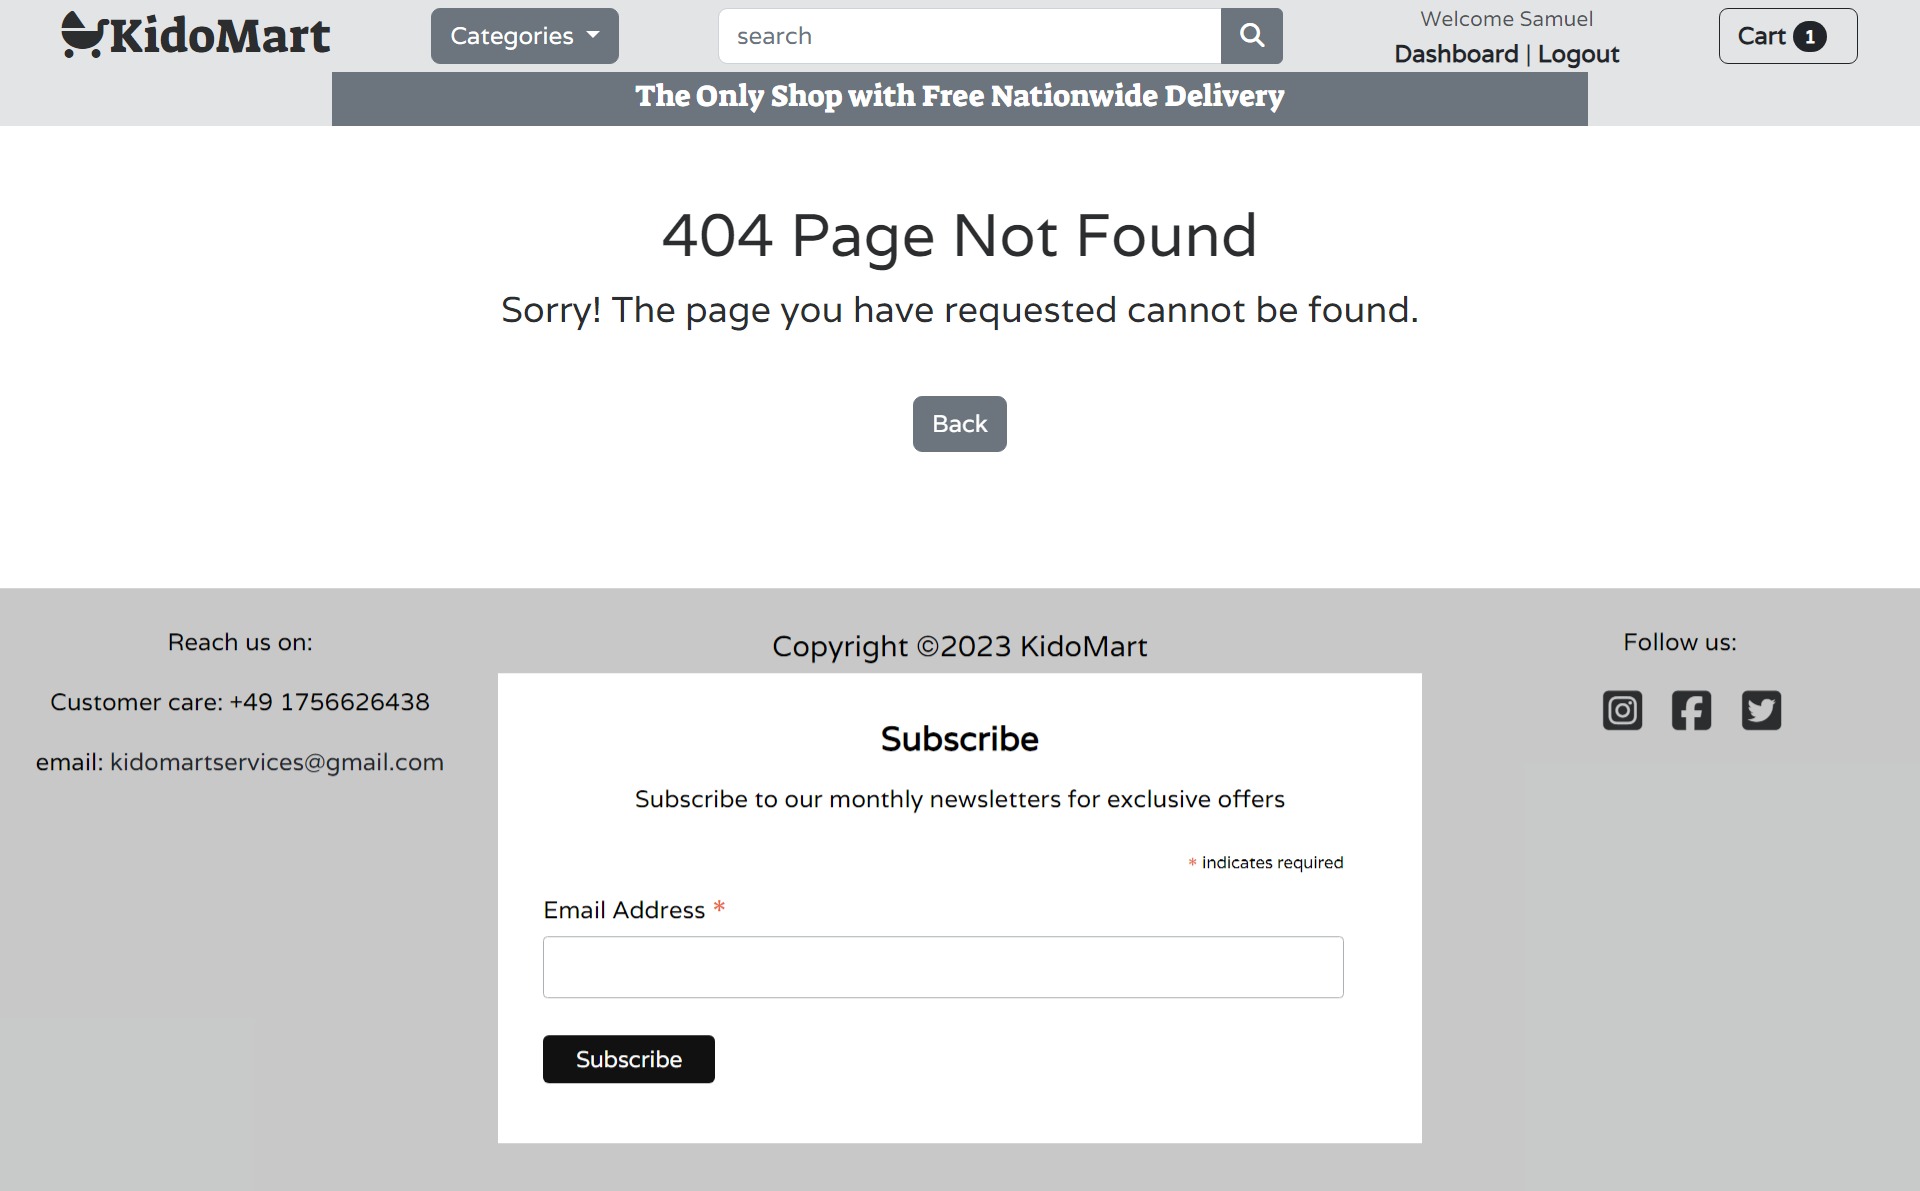 KidoMart
Categories
search
Welcome Samuel
Dashboard | Logout
Cart 1
The Only Shop with Free Nationwide Delivery
404 Page Not Found
Sorry! The page you have requested cannot be found.
Back
Reach us on:
Customer care: +49 1756626438
email: kidomartservices@gmail.com
Copyright ©2023 KidoMart
Subscribe
Subscribe to our monthly newsletters for exclusive offers
* indicates required
Email Address *
Subscribe
Follow us: